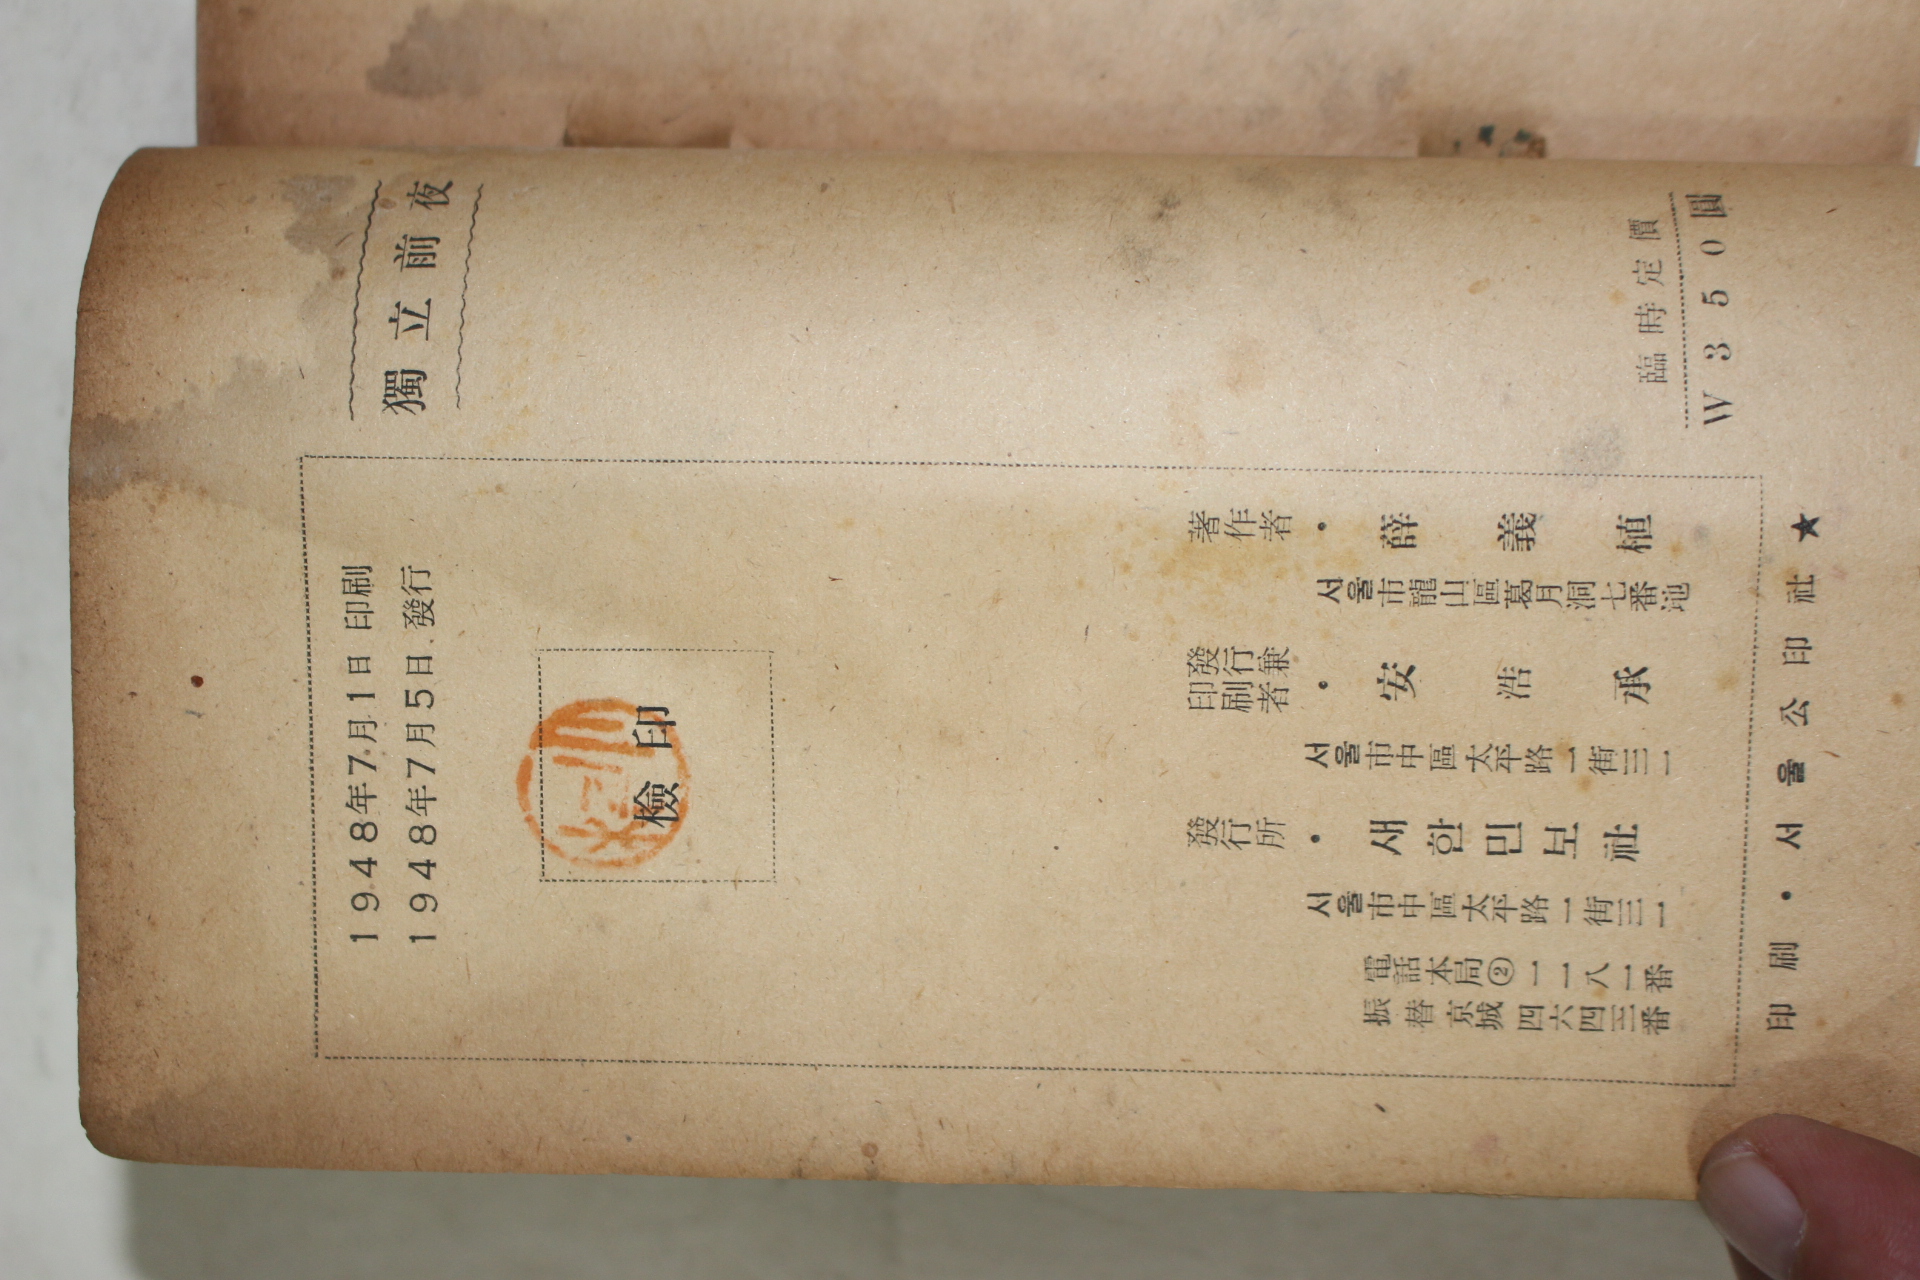 獨立前夜
臨時定價
W350圓
1948年7月1日 印刷
1948年7月5日 發行
檢印
著作者 • 薛義植
서울市龍山區葛月洞七番地
印刷者
發行兼 • 安浩承
서울市中區太平路一街三一
發行所 • 새한민보社
서울市中區太平路一街三一
電話本局②一一八一番
振替京城四六四三番
印刷 • 서울公印社 ★